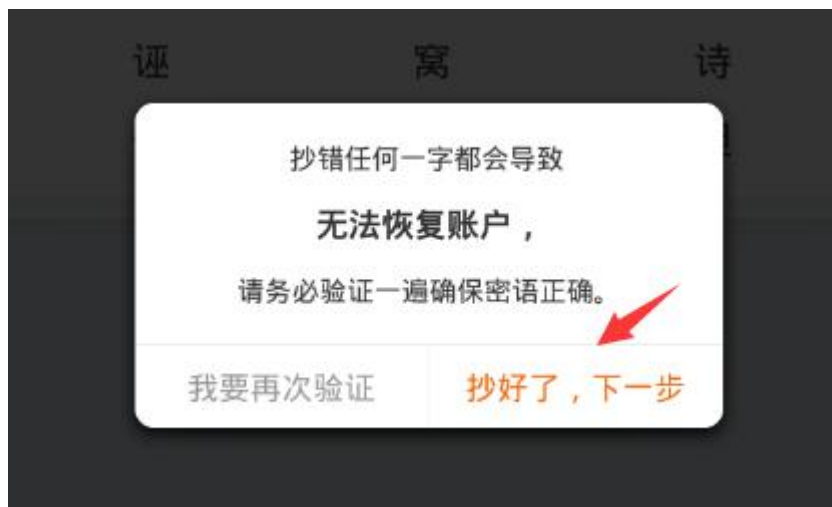 诬 窝 诗
抄错任何一字都会导致
无法恢复账户，
请务必验证一遍确保密语正确。
我要再次验证 抄好了，下一步